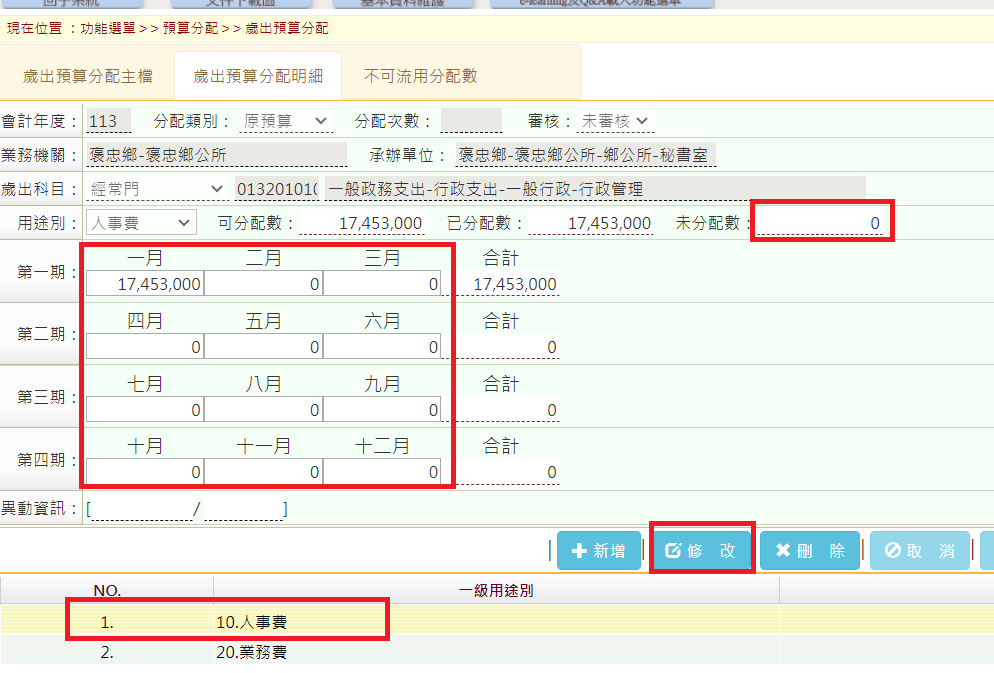 回子系統 文件下載區 基本資料維護 e-learning及Q&A載入功能選單
現在位置 ：功能選單>>預算分配>>歲出預算分配
歲出預算分配主檔 歲出預算分配明細 不可流用分配數
會計年度： 113 分配類別： 原預算 分配次數： 審核： 未審核
業務機關： 褒忠鄉-褒忠鄉公所 承辦單位： 褒忠鄉-褒忠鄉公所-鄉公所-秘書室
歲出科目： 經常門 01320101( 一般政務支出-行政支出-一般行政-行政管理
用途別： 人事費 可分配數： 17,453,000 已分配數： 17,453,000 未分配數： 0
一月 二月 三月 合計
第一期： 17,453,000 0 0 17,453,000
四月 五月 六月 合計
第二期： 0 0 0 0
七月 八月 九月 合計
第三期： 0 0 0 0
十月 十一月 十二月 合計
第四期： 0 0 0 0
異動資訊： [ / ]
新增 修 改 刪 除 取 消
NO. 一級用途別
1. 10.人事費
2. 20.業務費